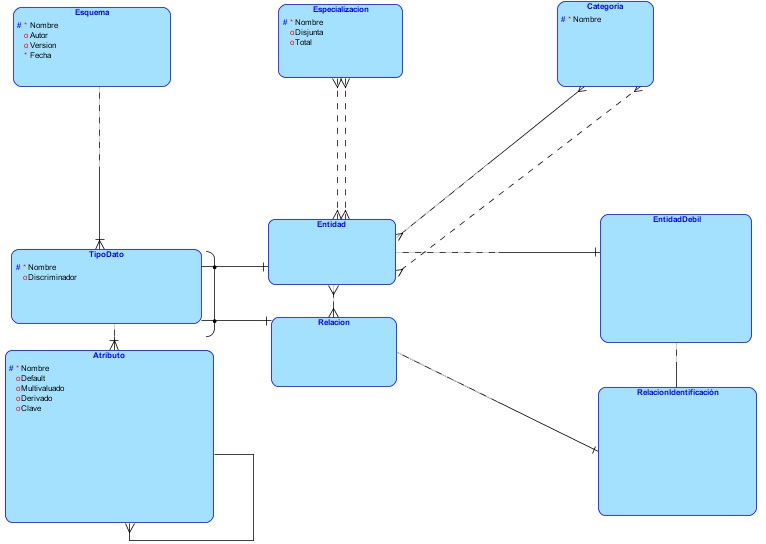 Esquema
# * Nombre
o Autor
o Version
* Fecha
Especializacion
# * Nombre
o Disjunta
o Total
Categoria
# * Nombre
TipoDato
# * Nombre
o Discriminador
Entidad
EntidadDebil
Relacion
Atributo
# * Nombre
o Default
o Multivaluado
o Derivado
o Clave
RelacionIdentificación